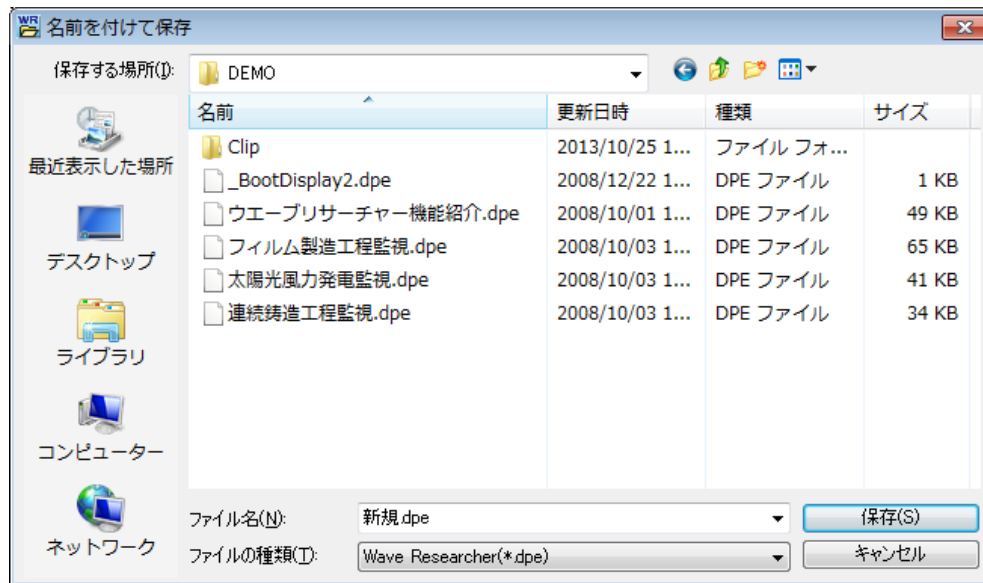 WR 名前を付けて保存
保存する場所(I): DEMO
名前 更新日時 種類 サイズ
Clip 2013/10/25 1... ファイル フォ...
_BootDisplay2.dpe 2008/12/22 1... DPE ファイル 1 KB
ウエーブリサーチャー機能紹介.dpe 2008/10/01 1... DPE ファイル 49 KB
フィルム製造工程監視.dpe 2008/10/03 1... DPE ファイル 65 KB
太陽光風力発電監視.dpe 2008/10/03 1... DPE ファイル 41 KB
連続鋳造工程監視.dpe 2008/10/03 1... DPE ファイル 34 KB
最近表示した場所
デスクトップ
ライブラリ
コンピューター
ネットワーク
ファイル名(N): 新規.dpe 保存(S)
ファイルの種類(T): Wave Researcher(*.dpe) キャンセル